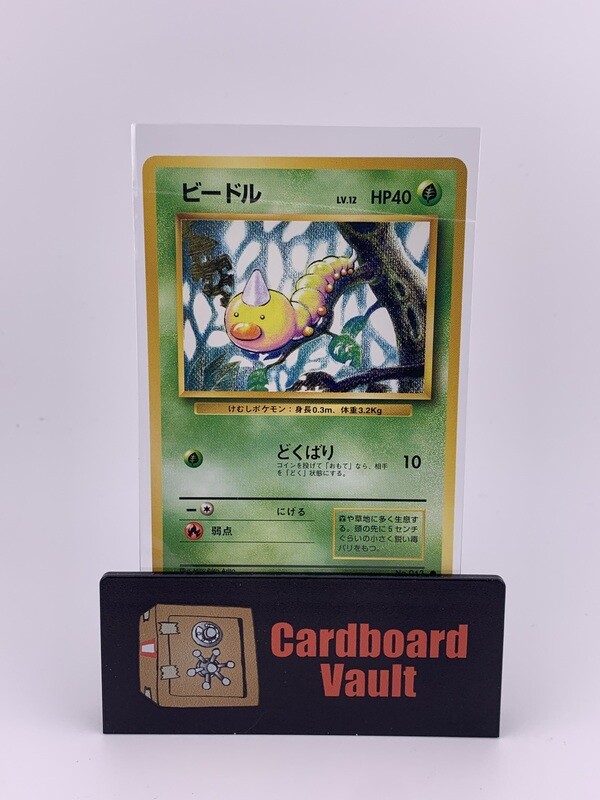 ビードル LV.12 HP40
けむしポケモン：身長0.3m, 体重3.2Kg
どくばり 10
コインを投げて「おもて」なら、相手
を「どく」状態にする。
にげる
弱点
森や草地に多く生息す
る。頭の先に5センチ
ぐらいの小さく鋭い毒
バリをもつ。
Cardboard
Vault